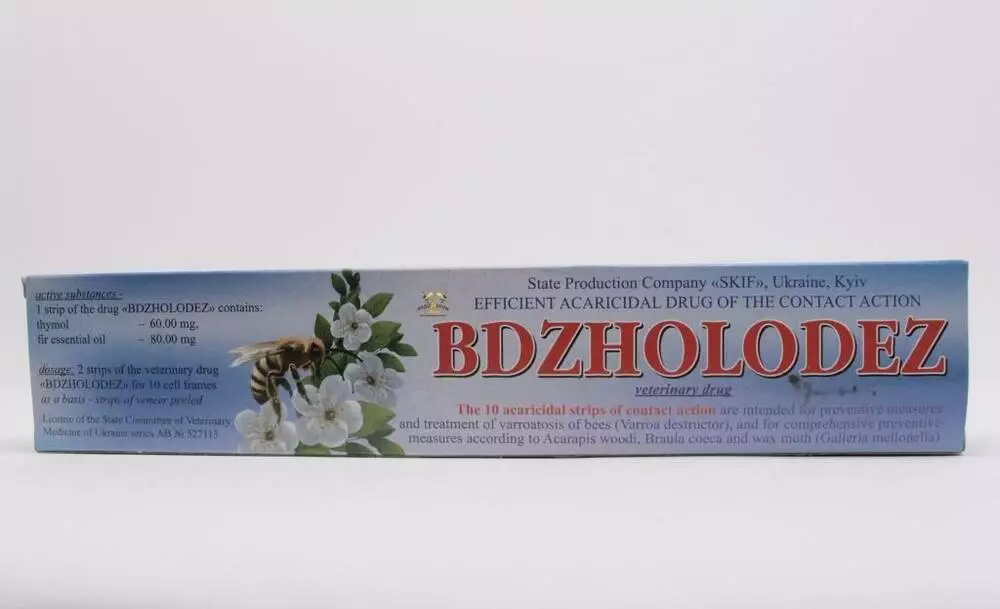 active substances -
1 strip of the drug «BDZHOLODEZ» contains:
thymol – 60.00 mg,
fir essential oil – 80.00 mg
dosage: 2 strips of the veterinary drug
«BDZHOLODEZ» for 10 cell frames
as a basis - strips of veneer peeled
License of the State Committee of Veterinary
Medicine of Ukraine series AB № 527113
State Production Company «SKIF», Ukraine, Kyiv
EFFICIENT ACARICIDAL DRUG OF THE CONTACT ACTION
BDZHOLODEZ
veterinary drug
The 10 acaricidal strips of contact action are intended for preventive measures
and treatment of varroatosis of bees (Varroa destructor), and for comprehensive preventive
measures according to Acarapis woodi, Braula coeca and wax muth (Galleria mellonella)